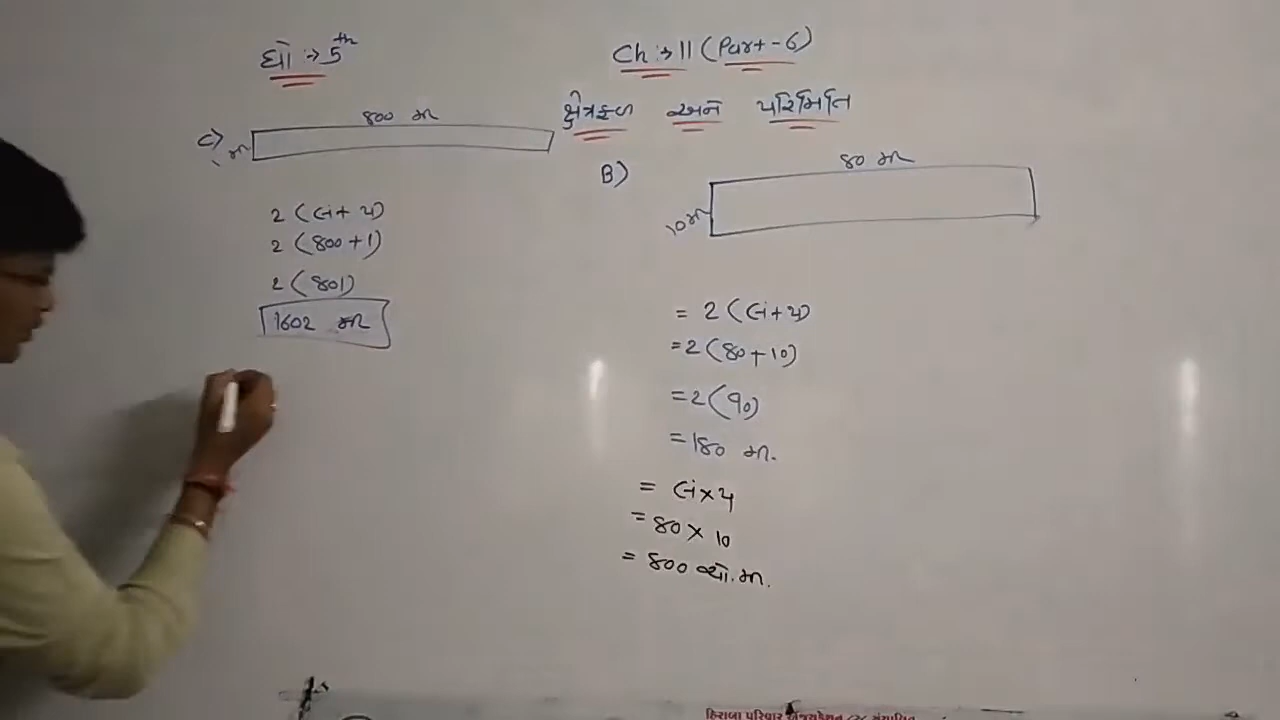 ધો :→ 5th
Ch :→ 11 (Part-6)
ક્ષેત્રફળ અને પરિમિતિ
C)
800 મી
1 મી
2 (લં + પ)
2 (800 + 1)
2 (801)
1602 મી
B)
80 મી
10 મી
= 2 (લં + પ)
= 2 (80 + 10)
= 2 (90)
= 180 મી.
= લં × પ
= 80 × 10
= 800 ચો.મી.
હિરાબા પરિવાર